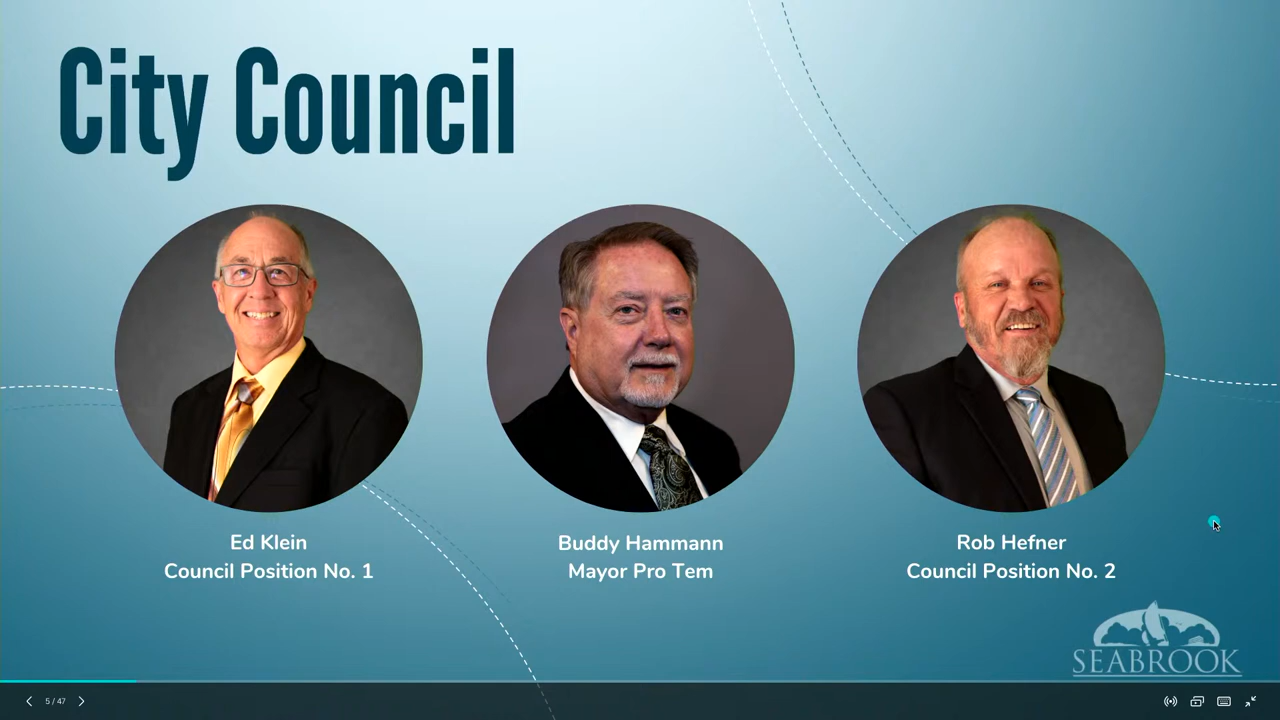 City Council
Ed Klein
Council Position No. 1
Buddy Hammann
Mayor Pro Tem
Rob Hefner
Council Position No. 2
SEABROOK
5 / 47